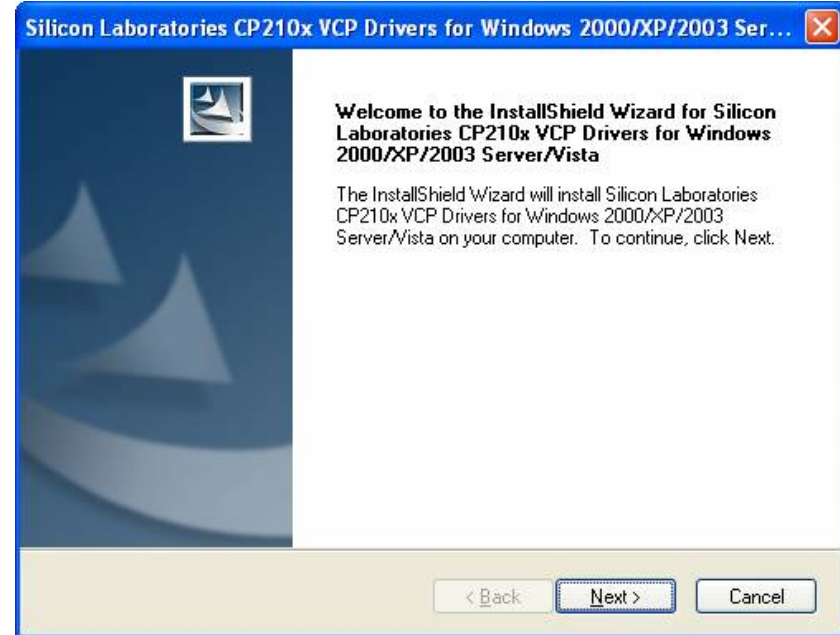 Silicon Laboratories CP210x VCP Drivers for Windows 2000/XP/2003 Ser...
Welcome to the InstallShield Wizard for Silicon
Laboratories CP210x VCP Drivers for Windows
2000/XP/2003 Server/Vista
The InstallShield Wizard will install Silicon Laboratories
CP210x VCP Drivers for Windows 2000/XP/2003
Server/Vista on your computer. To continue, click Next.
< Back
Next >
Cancel